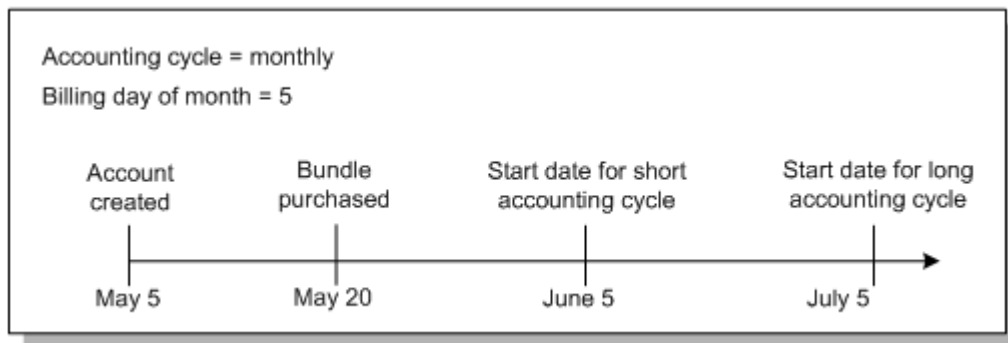 Accounting cycle = monthly
Billing day of month = 5
Account
created
Bundle
purchased
Start date for short
accounting cycle
Start date for long
accounting cycle
May 5
May 20
June 5
July 5